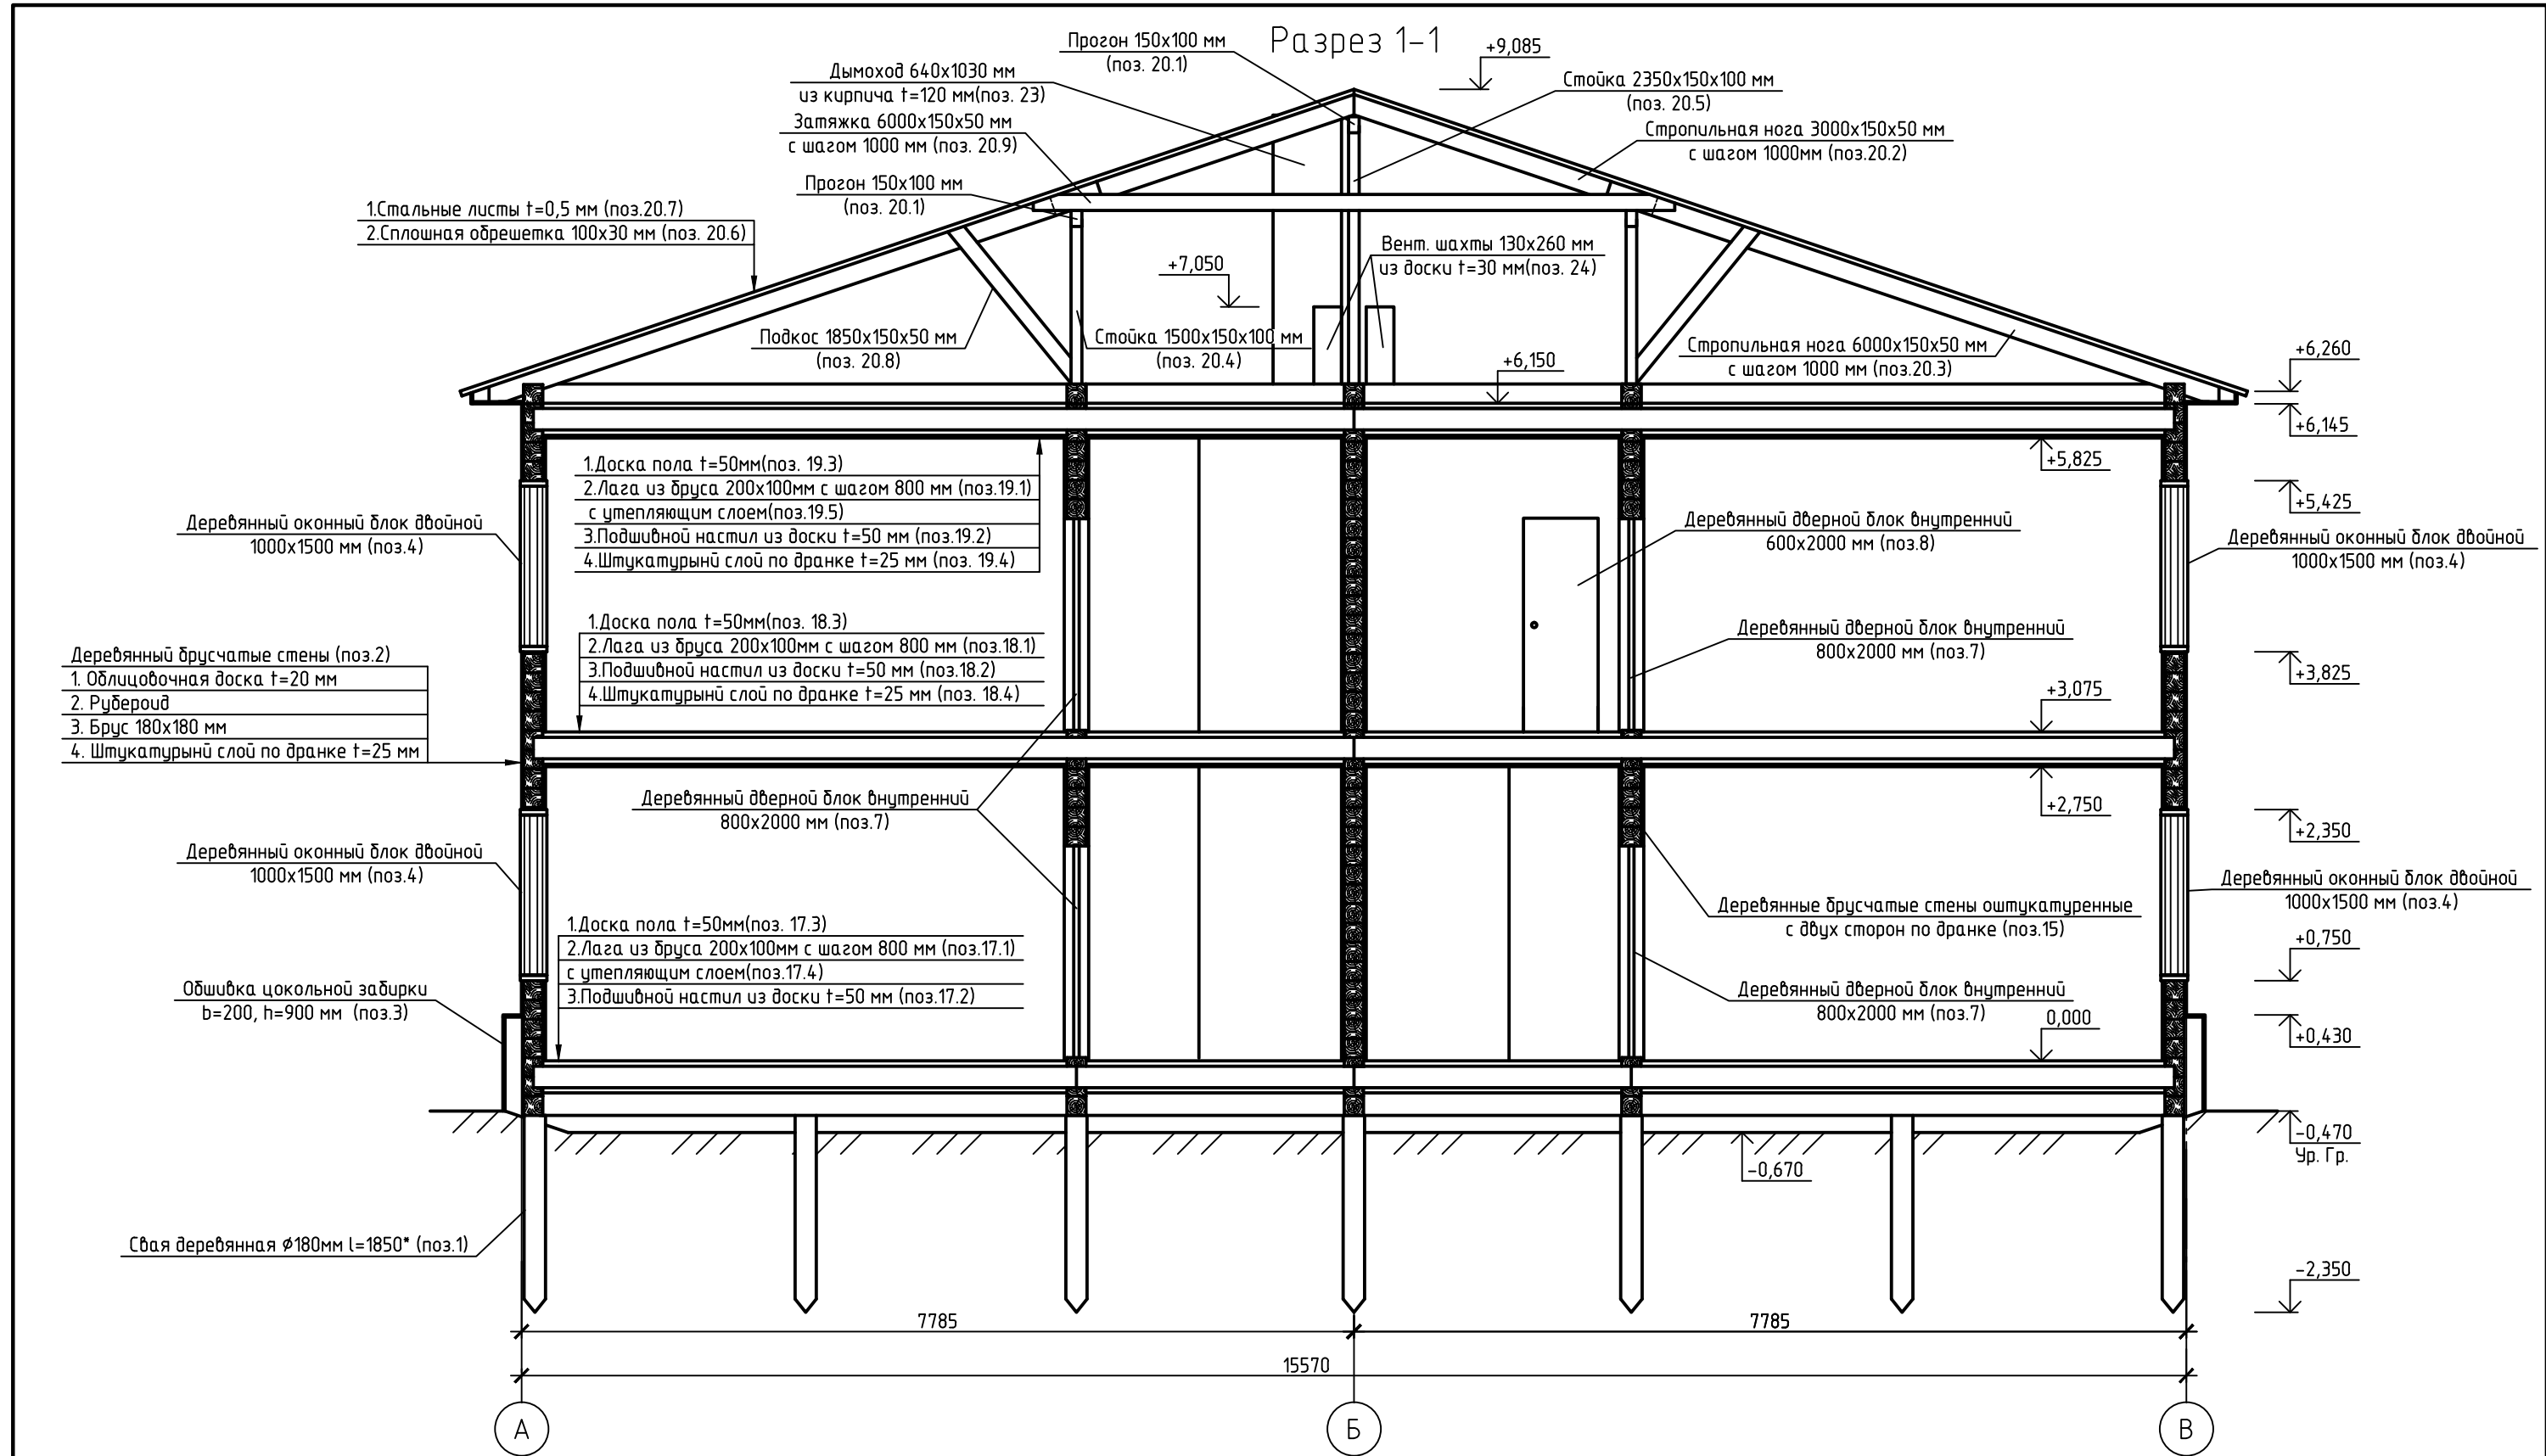 Разрез 1-1
Прогон 150х100 мм
(поз. 20.1)
+9,085
Дымоход 640х1030 мм
из кирпича t=120 мм(поз. 23)
Стойка 2350х150х100 мм
(поз. 20.5)
Затяжка 6000х150х50 мм
с шагом 1000 мм (поз. 20.9)
Стропильная нога 3000х150х50 мм
с шагом 1000мм (поз.20.2)
Прогон 150х100 мм
(поз. 20.1)
1.Стальные листы t=0,5 мм (поз.20.7)
2.Сплошная обрешетка 100х30 мм (поз. 20.6)
+7,050
Вент. шахты 130х260 мм
из доски t=30 мм(поз. 24)
Подкос 1850х150х50 мм
(поз. 20.8)
Стойка 1500х150х100 мм
(поз. 20.4)
+6,150
Стропильная нога 6000х150х50 мм
с шагом 1000 мм (поз.20.3)
+6,260
+6,145
1.Доска пола t=50мм(поз. 19.3)
2.Лага из бруса 200х100мм с шагом 800 мм (поз.19.1)
с утепляющим слоем(поз.19.5)
3.Подшивной настил из доски t=50 мм (поз.19.2)
4.Штукатурынй слой по дранке t=25 мм (поз. 19.4)
+5,825
+5,425
Деревянный оконный блок двойной
1000х1500 мм (поз.4)
Деревянный дверной блок внутренний
600х2000 мм (поз.8)
Деревянный оконный блок двойной
1000х1500 мм (поз.4)
1.Доска пола t=50мм(поз. 18.3)
2.Лага из бруса 200х100мм с шагом 800 мм (поз.18.1)
3.Подшивной настил из доски t=50 мм (поз.18.2)
4.Штукатурынй слой по дранке t=25 мм (поз. 18.4)
Деревянный дверной блок внутренний
800х2000 мм (поз.7)
Деревянный брусчатые стены (поз.2)
1. Облицовочная доска t=20 мм
2. Рубероид
3. Брус 180х180 мм
4. Штукатурынй слой по дранке t=25 мм
+3,825
+3,075
Деревянный дверной блок внутренний
800х2000 мм (поз.7)
+2,750
+2,350
Деревянный оконный блок двойной
1000х1500 мм (поз.4)
Деревянный оконный блок двойной
1000х1500 мм (поз.4)
1.Доска пола t=50мм(поз. 17.3)
2.Лага из бруса 200х100мм с шагом 800 мм (поз.17.1)
с утепляющим слоем(поз.17.4)
3.Подшивной настил из доски t=50 мм (поз.17.2)
Деревянные брусчатые стены оштукатуренные
с двух сторон по дранке (поз.15)
+0,750
Обшивка цокольной забирки
b=200, h=900 мм (поз.3)
Деревянный дверной блок внутренний
800х2000 мм (поз.7)
0,000
+0,430
-0,470
Ур. Гр.
-0,670
Свая деревянная Ø180мм l=1850* (поз.1)
-2,350
7785
7785
15570
А
Б
В